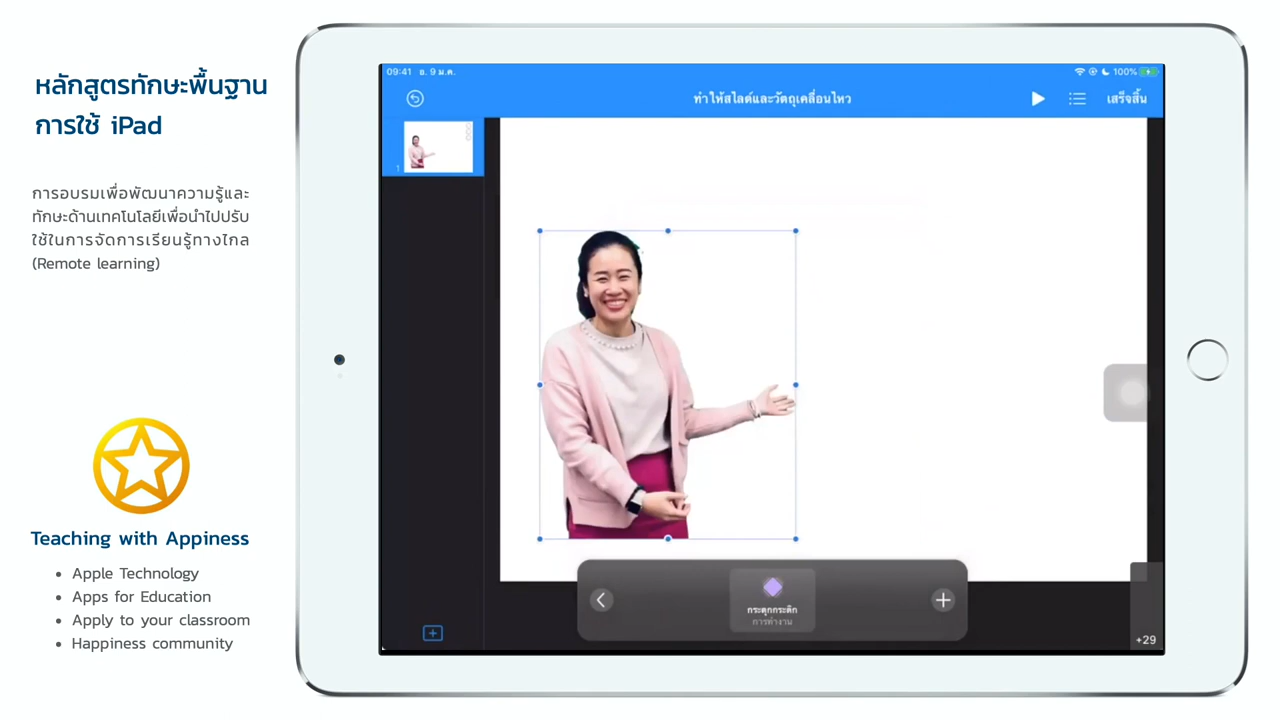 หลักสูตรทักษะพื้นฐาน
การใช้ iPad
การอบรมเพื่อพัฒนาความรู้และ
ทักษะด้านเทคโนโลยีเพื่อนำไปปรับ
ใช้ในการจัดการเรียนรู้ทางไกล
(Remote learning)
Teaching with Appiness
• Apple Technology
• Apps for Education
• Apply to your classroom
• Happiness community
09:41 อ. 9 ม.ค.
100%
ทำให้สไลด์และวัตถุเคลื่อนไหว
เสร็จสิ้น
1
กระตุกกระดิก
การทำงาน
+29